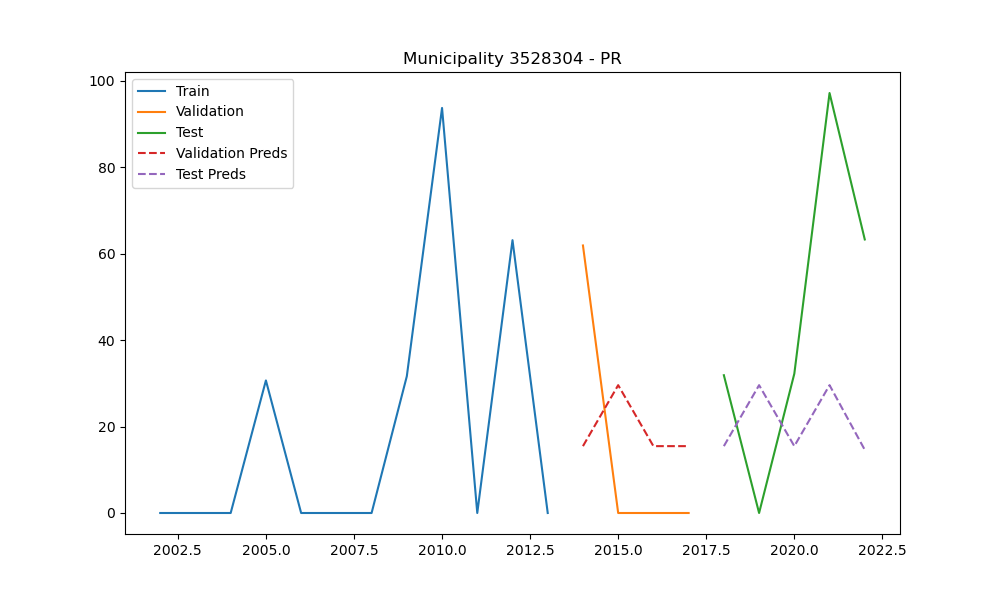 Municipality 3528304 - PR
100
80
60
40
20
0
Train
Validation
Test
Validation Preds
Test Preds
2002.5 2005.0 2007.5 2010.0 2012.5 2015.0 2017.5 2020.0 2022.5